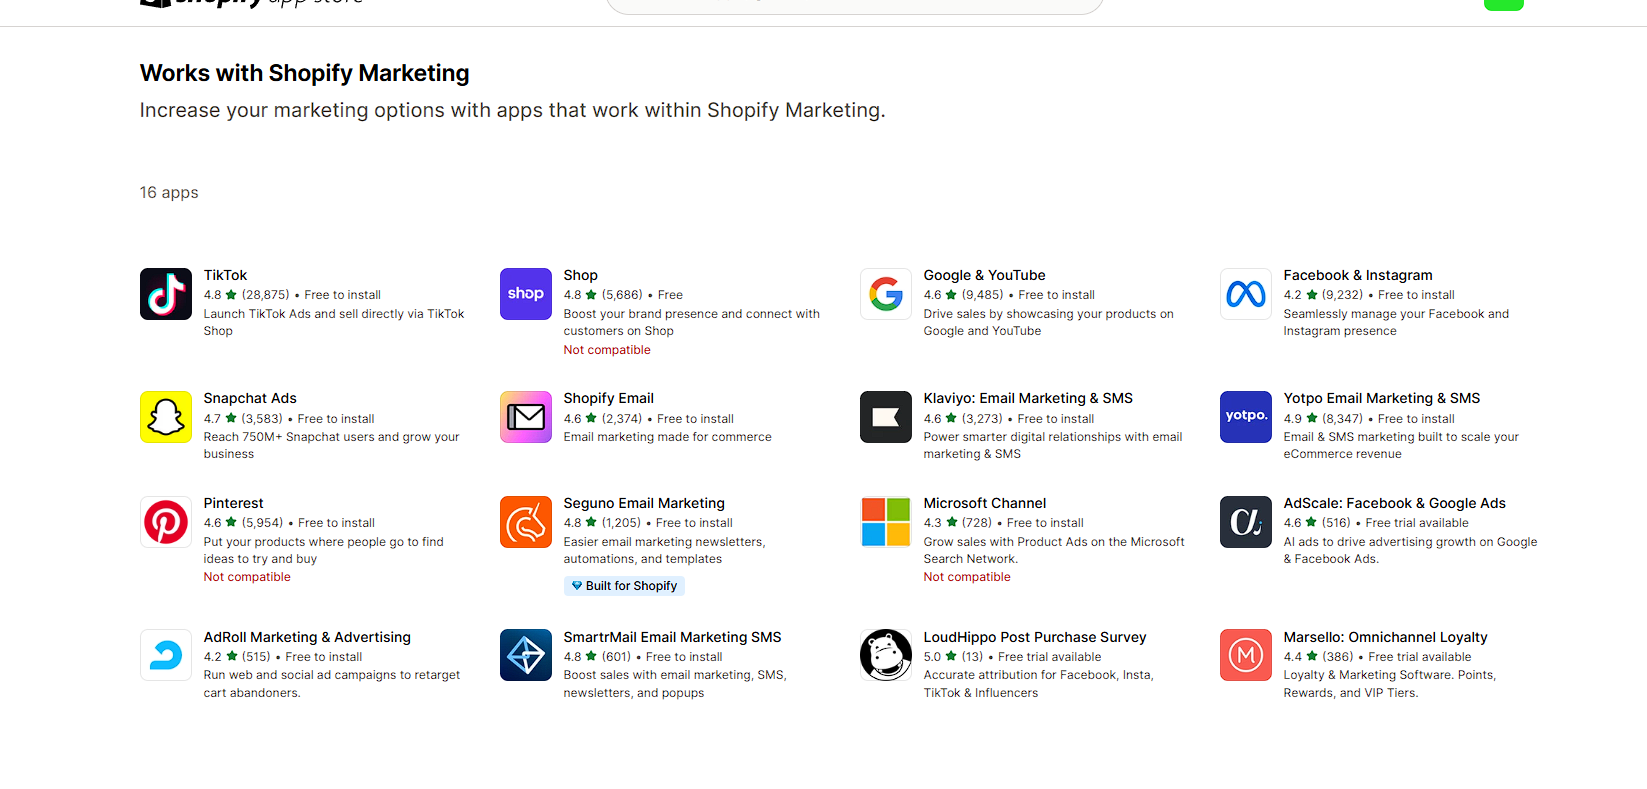 shopify app store
Works with Shopify Marketing
Increase your marketing options with apps that work within Shopify Marketing.
16 apps
TikTok
4.8 ★ (28,875) • Free to install
Launch TikTok Ads and sell directly via TikTok
Shop
shop
Shop
4.8 ★ (5,686) • Free
Boost your brand presence and connect with
customers on Shop
Not compatible
Google & YouTube
4.6 ★ (9,485) • Free to install
Drive sales by showcasing your products on
Google and YouTube
Facebook & Instagram
4.2 ★ (9,232) • Free to install
Seamlessly manage your Facebook and
Instagram presence
Snapchat Ads
4.7 ★ (3,583) • Free to install
Reach 750M+ Snapchat users and grow your
business
Shopify Email
4.6 ★ (2,374) • Free to install
Email marketing made for commerce
Klaviyo: Email Marketing & SMS
4.6 ★ (3,273) • Free to install
Power smarter digital relationships with email
marketing & SMS
yotpo.
Yotpo Email Marketing & SMS
4.9 ★ (8,347) • Free to install
Email & SMS marketing built to scale your
eCommerce revenue
Pinterest
4.6 ★ (5,954) • Free to install
Put your products where people go to find
ideas to try and buy
Not compatible
Seguno Email Marketing
4.8 ★ (1,205) • Free to install
Easier email marketing newsletters,
automations, and templates
Built for Shopify
Microsoft Channel
4.3 ★ (728) • Free to install
Grow sales with Product Ads on the Microsoft
Search Network.
Not compatible
AdScale: Facebook & Google Ads
4.6 ★ (516) • Free trial available
AI ads to drive advertising growth on Google
& Facebook Ads.
AdRoll Marketing & Advertising
4.2 ★ (515) • Free to install
Run web and social ad campaigns to retarget
cart abandoners.
SmartrMail Email Marketing SMS
4.8 ★ (601) • Free to install
Boost sales with email marketing, SMS,
newsletters, and popups
LoudHippo Post Purchase Survey
5.0 ★ (13) • Free trial available
Accurate attribution for Facebook, Insta,
TikTok & Influencers
M
Marsello: Omnichannel Loyalty
4.4 ★ (386) • Free trial available
Loyalty & Marketing Software. Points,
Rewards, and VIP Tiers.